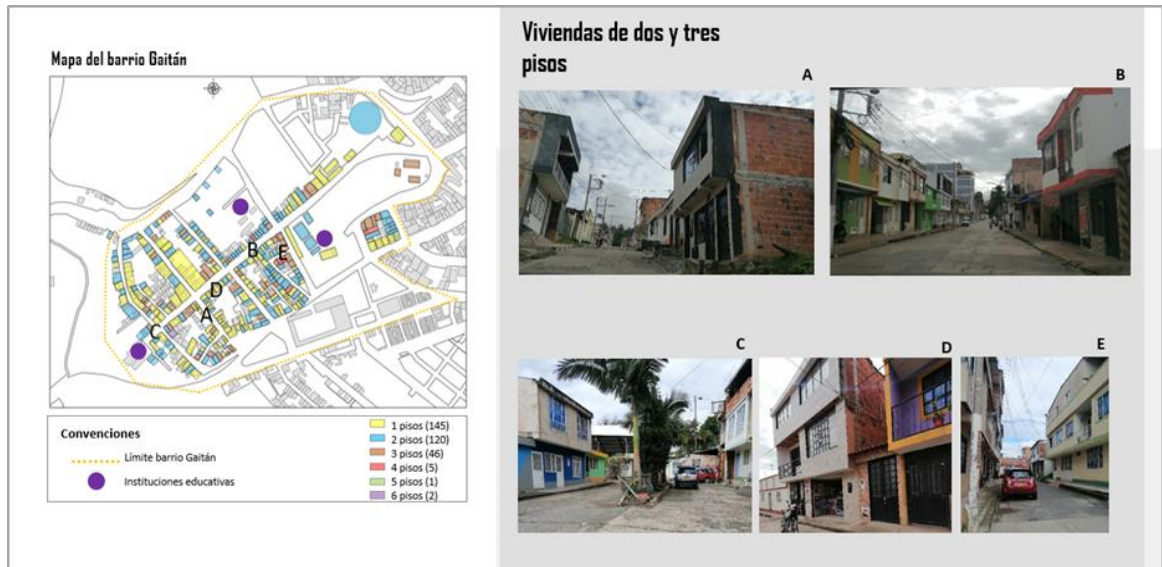 Mapa del barrio Gaitán
B
E
D
A
C
Convenciones
Límite barrio Gaitán
Instituciones educativas
1 pisos (145)
2 pisos (120)
3 pisos (46)
4 pisos (5)
5 pisos (1)
6 pisos (2)
Viviendas de dos y tres
pisos
A
B
C
D
E